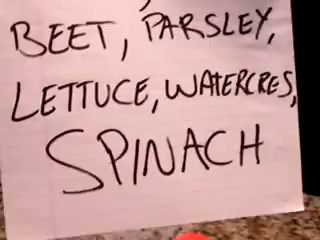 BEET, PARSLEY,
LETTUCE, WATERCRES,
SPINACH